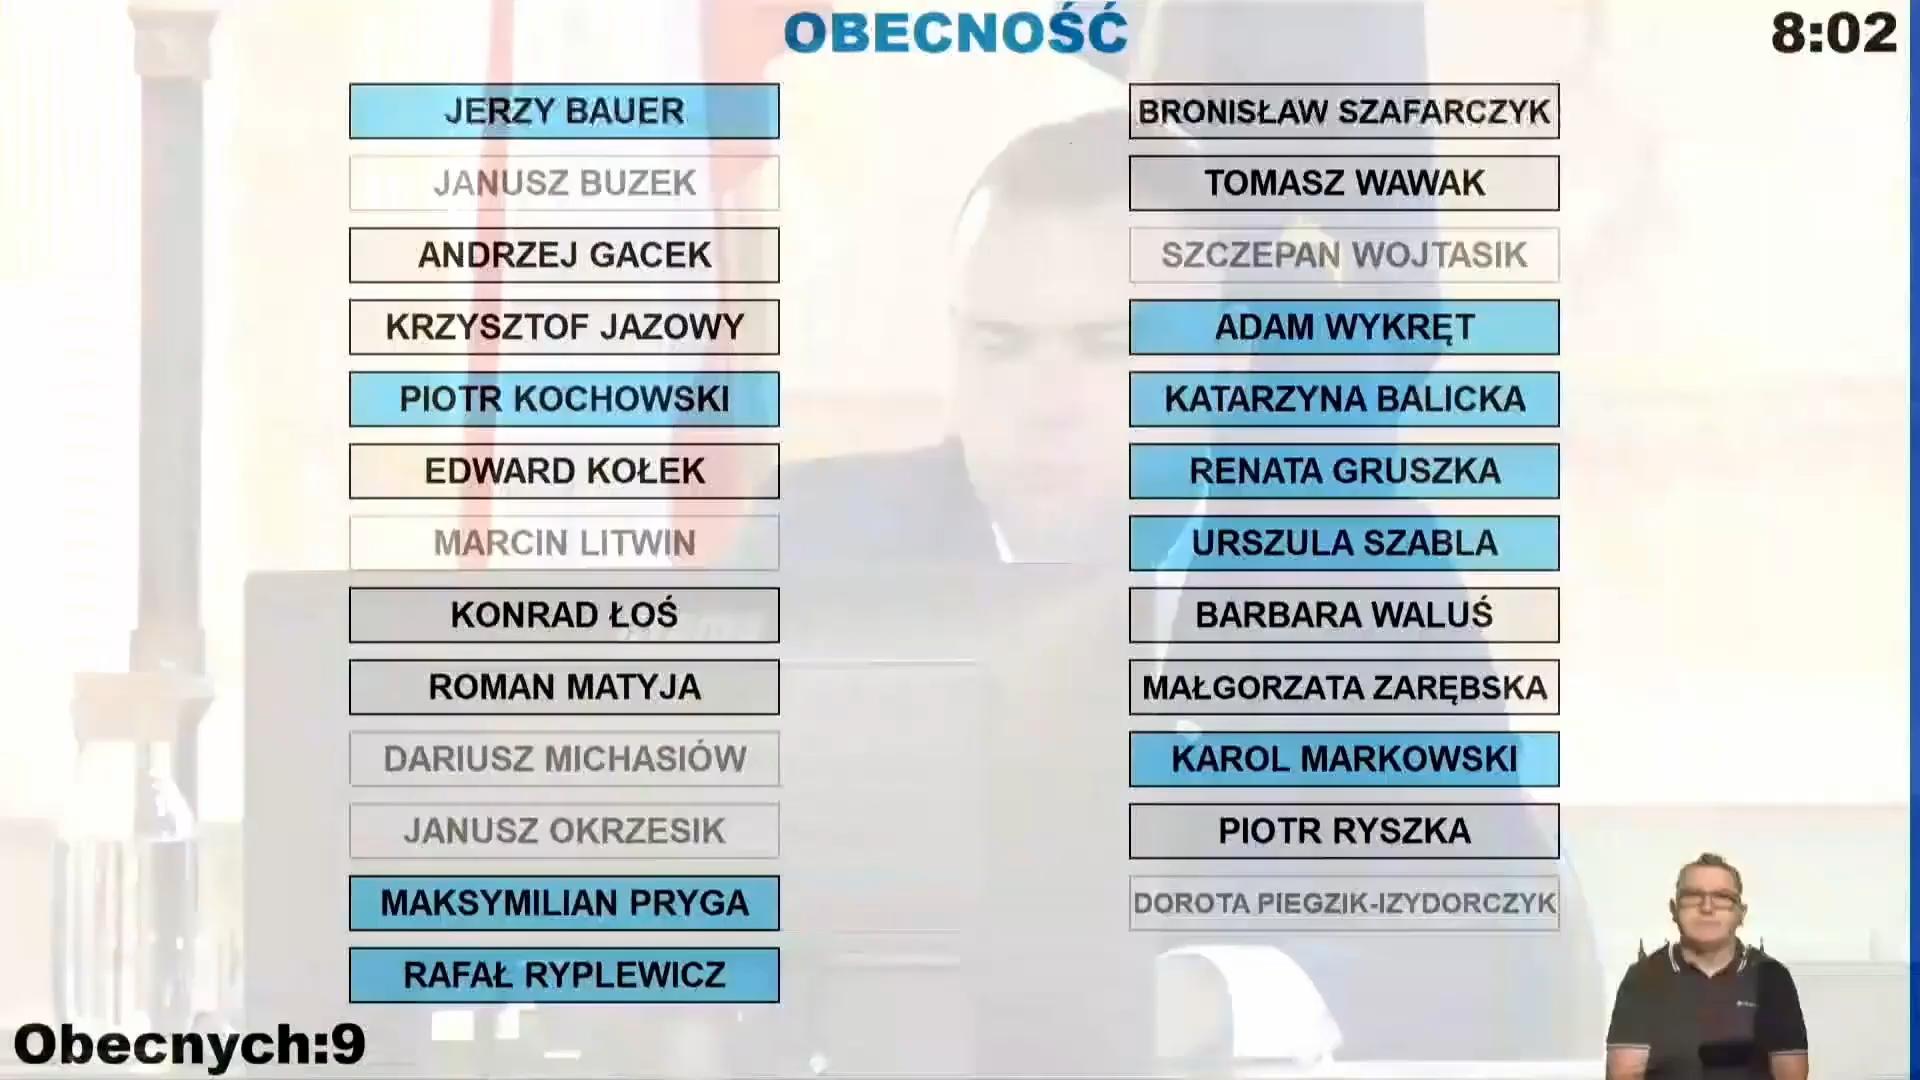 OBECNOŚĆ
8:02
JERZY BAUER
JANUSZ BUZEK
ANDRZEJ GACEK
KRZYSZTOF JAZOWY
PIOTR KOCHOWSKI
EDWARD KOŁEK
MARCIN LITWIN
KONRAD ŁOŚ
ROMAN MATYJA
DARIUSZ MICHASIÓW
JANUSZ OKRZESIK
MAKSYMILIAN PRYGA
RAFAŁ RYPLEWICZ
BRONISŁAW SZAFARCZYK
TOMASZ WAWAK
SZCZEPAN WOJTASIK
ADAM WYKRĘT
KATARZYNA BALICKA
RENATA GRUSZKA
URSZULA SZABLA
BARBARA WALUŚ
MAŁGORZATA ZARĘBSKA
KAROL MARKOWSKI
PIOTR RYSZKA
DOROTA PIEGZIK-IZYDORCZYK
Obecnych:9